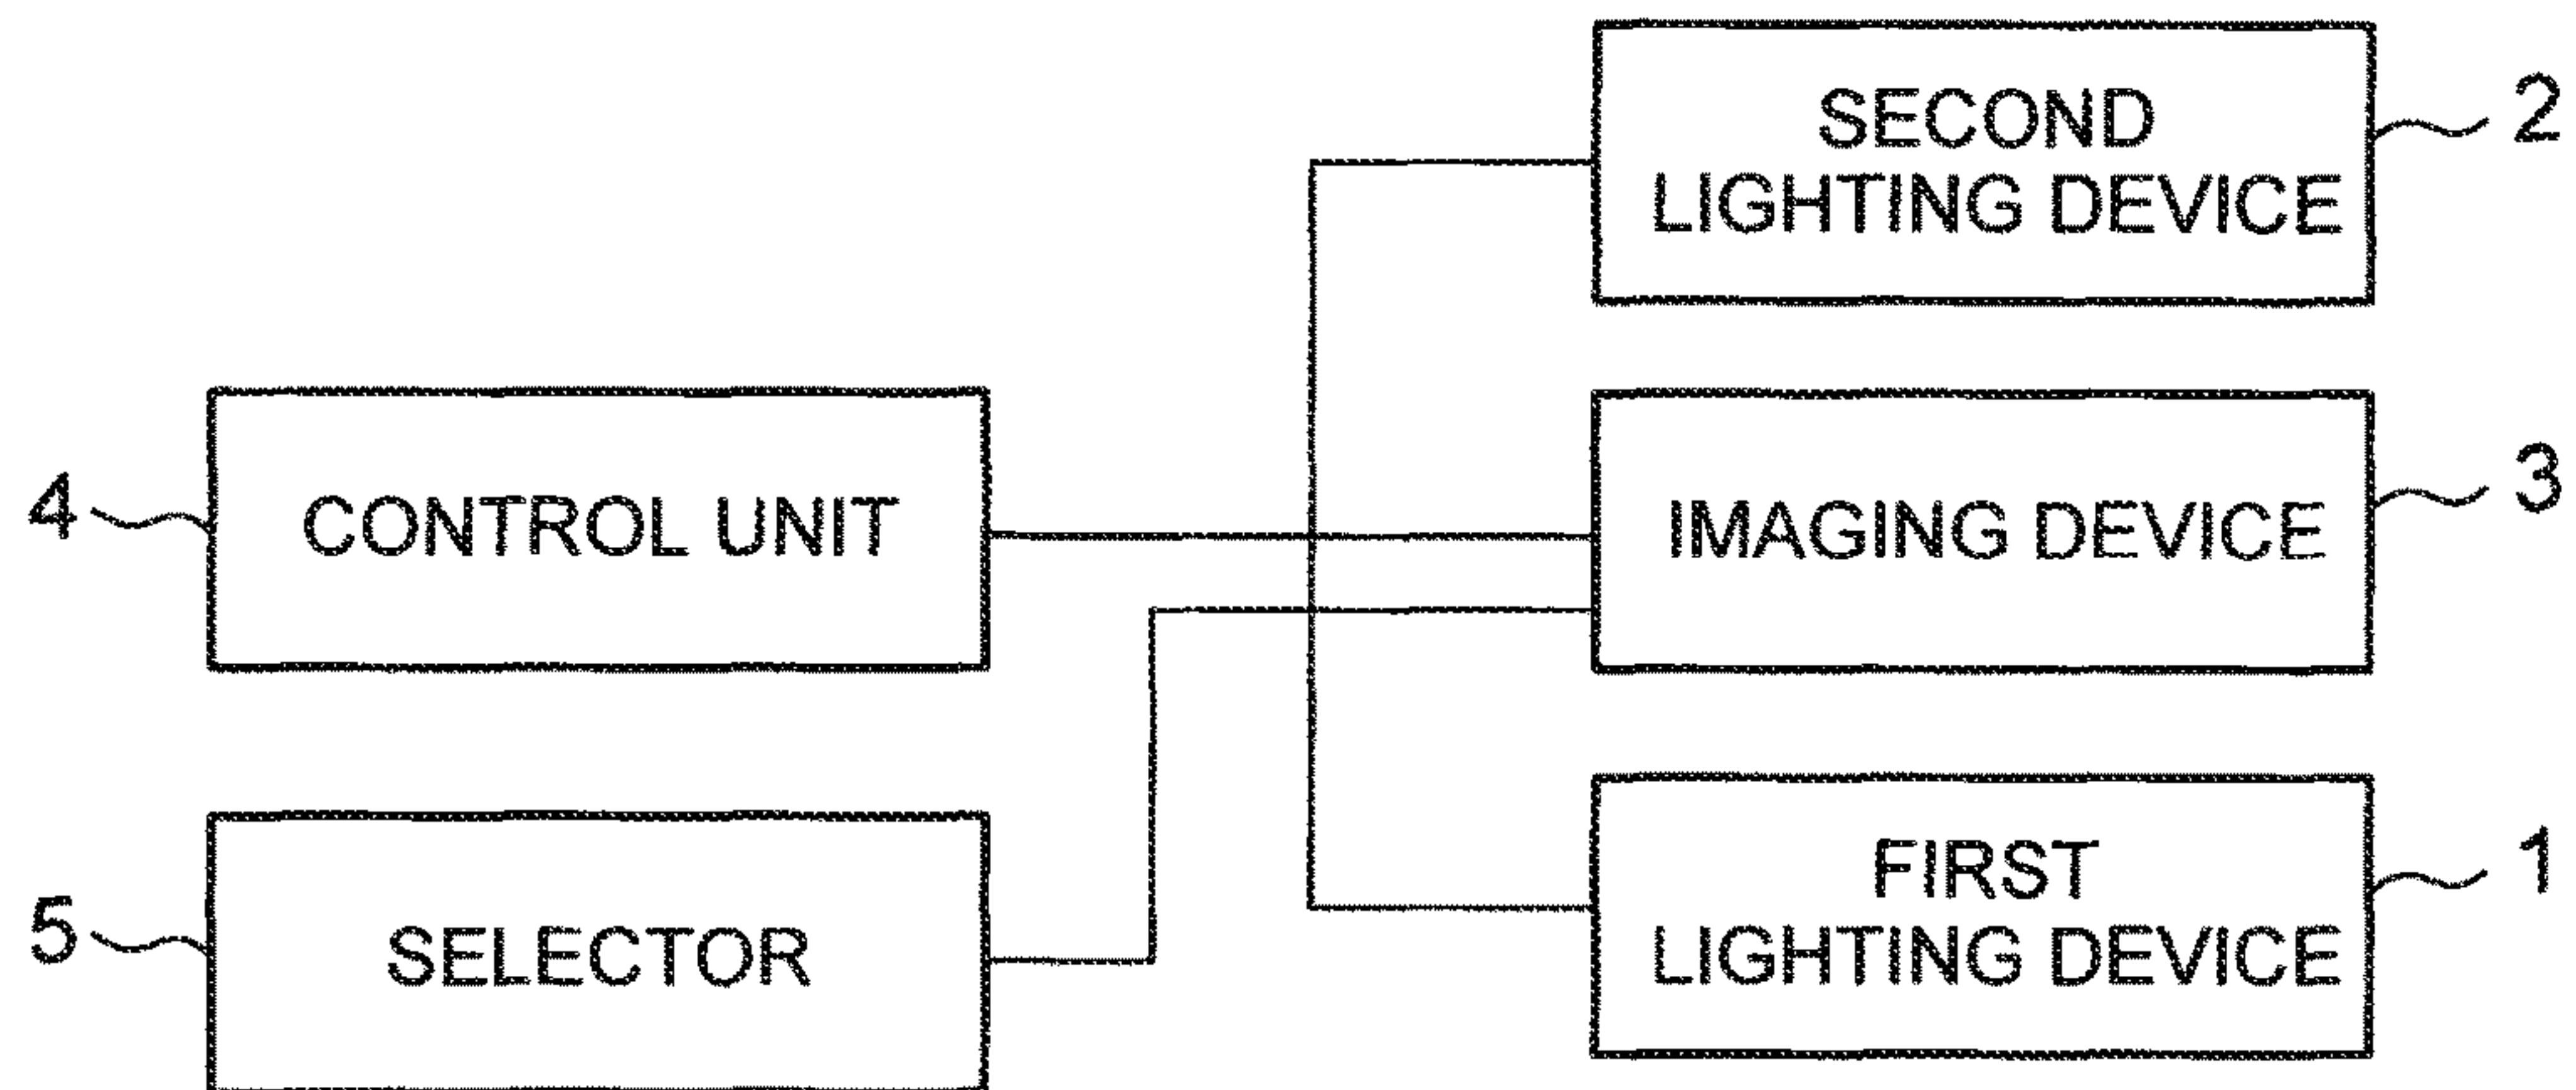 SECOND
LIGHTING DEVICE
2
4
CONTROL UNIT
IMAGING DEVICE
3
5
SELECTOR
FIRST
LIGHTING DEVICE
1